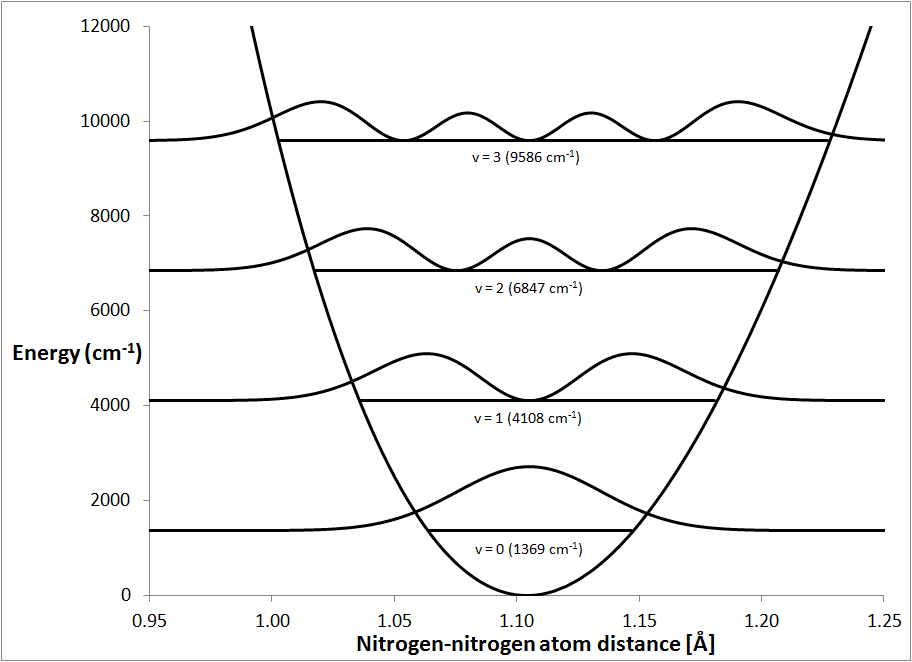 12000
10000
v = 3 (9586 cm-1)
8000
v = 2 (6847 cm-1)
6000
Energy (cm-1)
4000
v = 1 (4108 cm-1)
2000
v = 0 (1369 cm-1)
0
0.95 1.00 1.05 1.10 1.15 1.20 1.25
Nitrogen-nitrogen atom distance [Å]